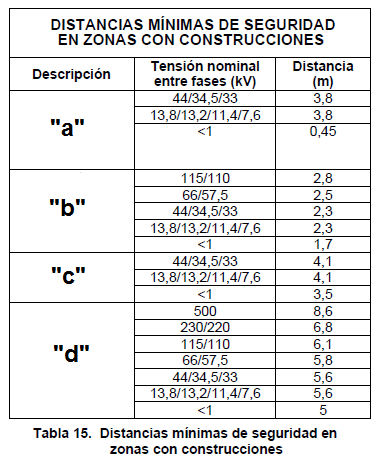 DISTANCIAS MÍNIMAS DE SEGURIDAD
EN ZONAS CON CONSTRUCCIONES
Descripción Tensión nominal entre fases (kV) Distancia (m)
"a"
44/34,5/33 3,8
13,8/13,2/11,4/7,6 3,8
<1 0,45
"b"
115/110 2,8
66/57,5 2,5
44/34,5/33 2,3
13,8/13,2/11,4/7,6 2,3
<1 1,7
"c"
44/34,5/33 4,1
13,8/13,2/11,4/7,6 4,1
<1 3,5
"d"
500 8,6
230/220 6,8
115/110 6,1
66/57,5 5,8
44/34,5/33 5,6
13,8/13,2/11,4/7,6 5,6
<1 5
Tabla 15. Distancias mínimas de seguridad en
zonas con construcciones